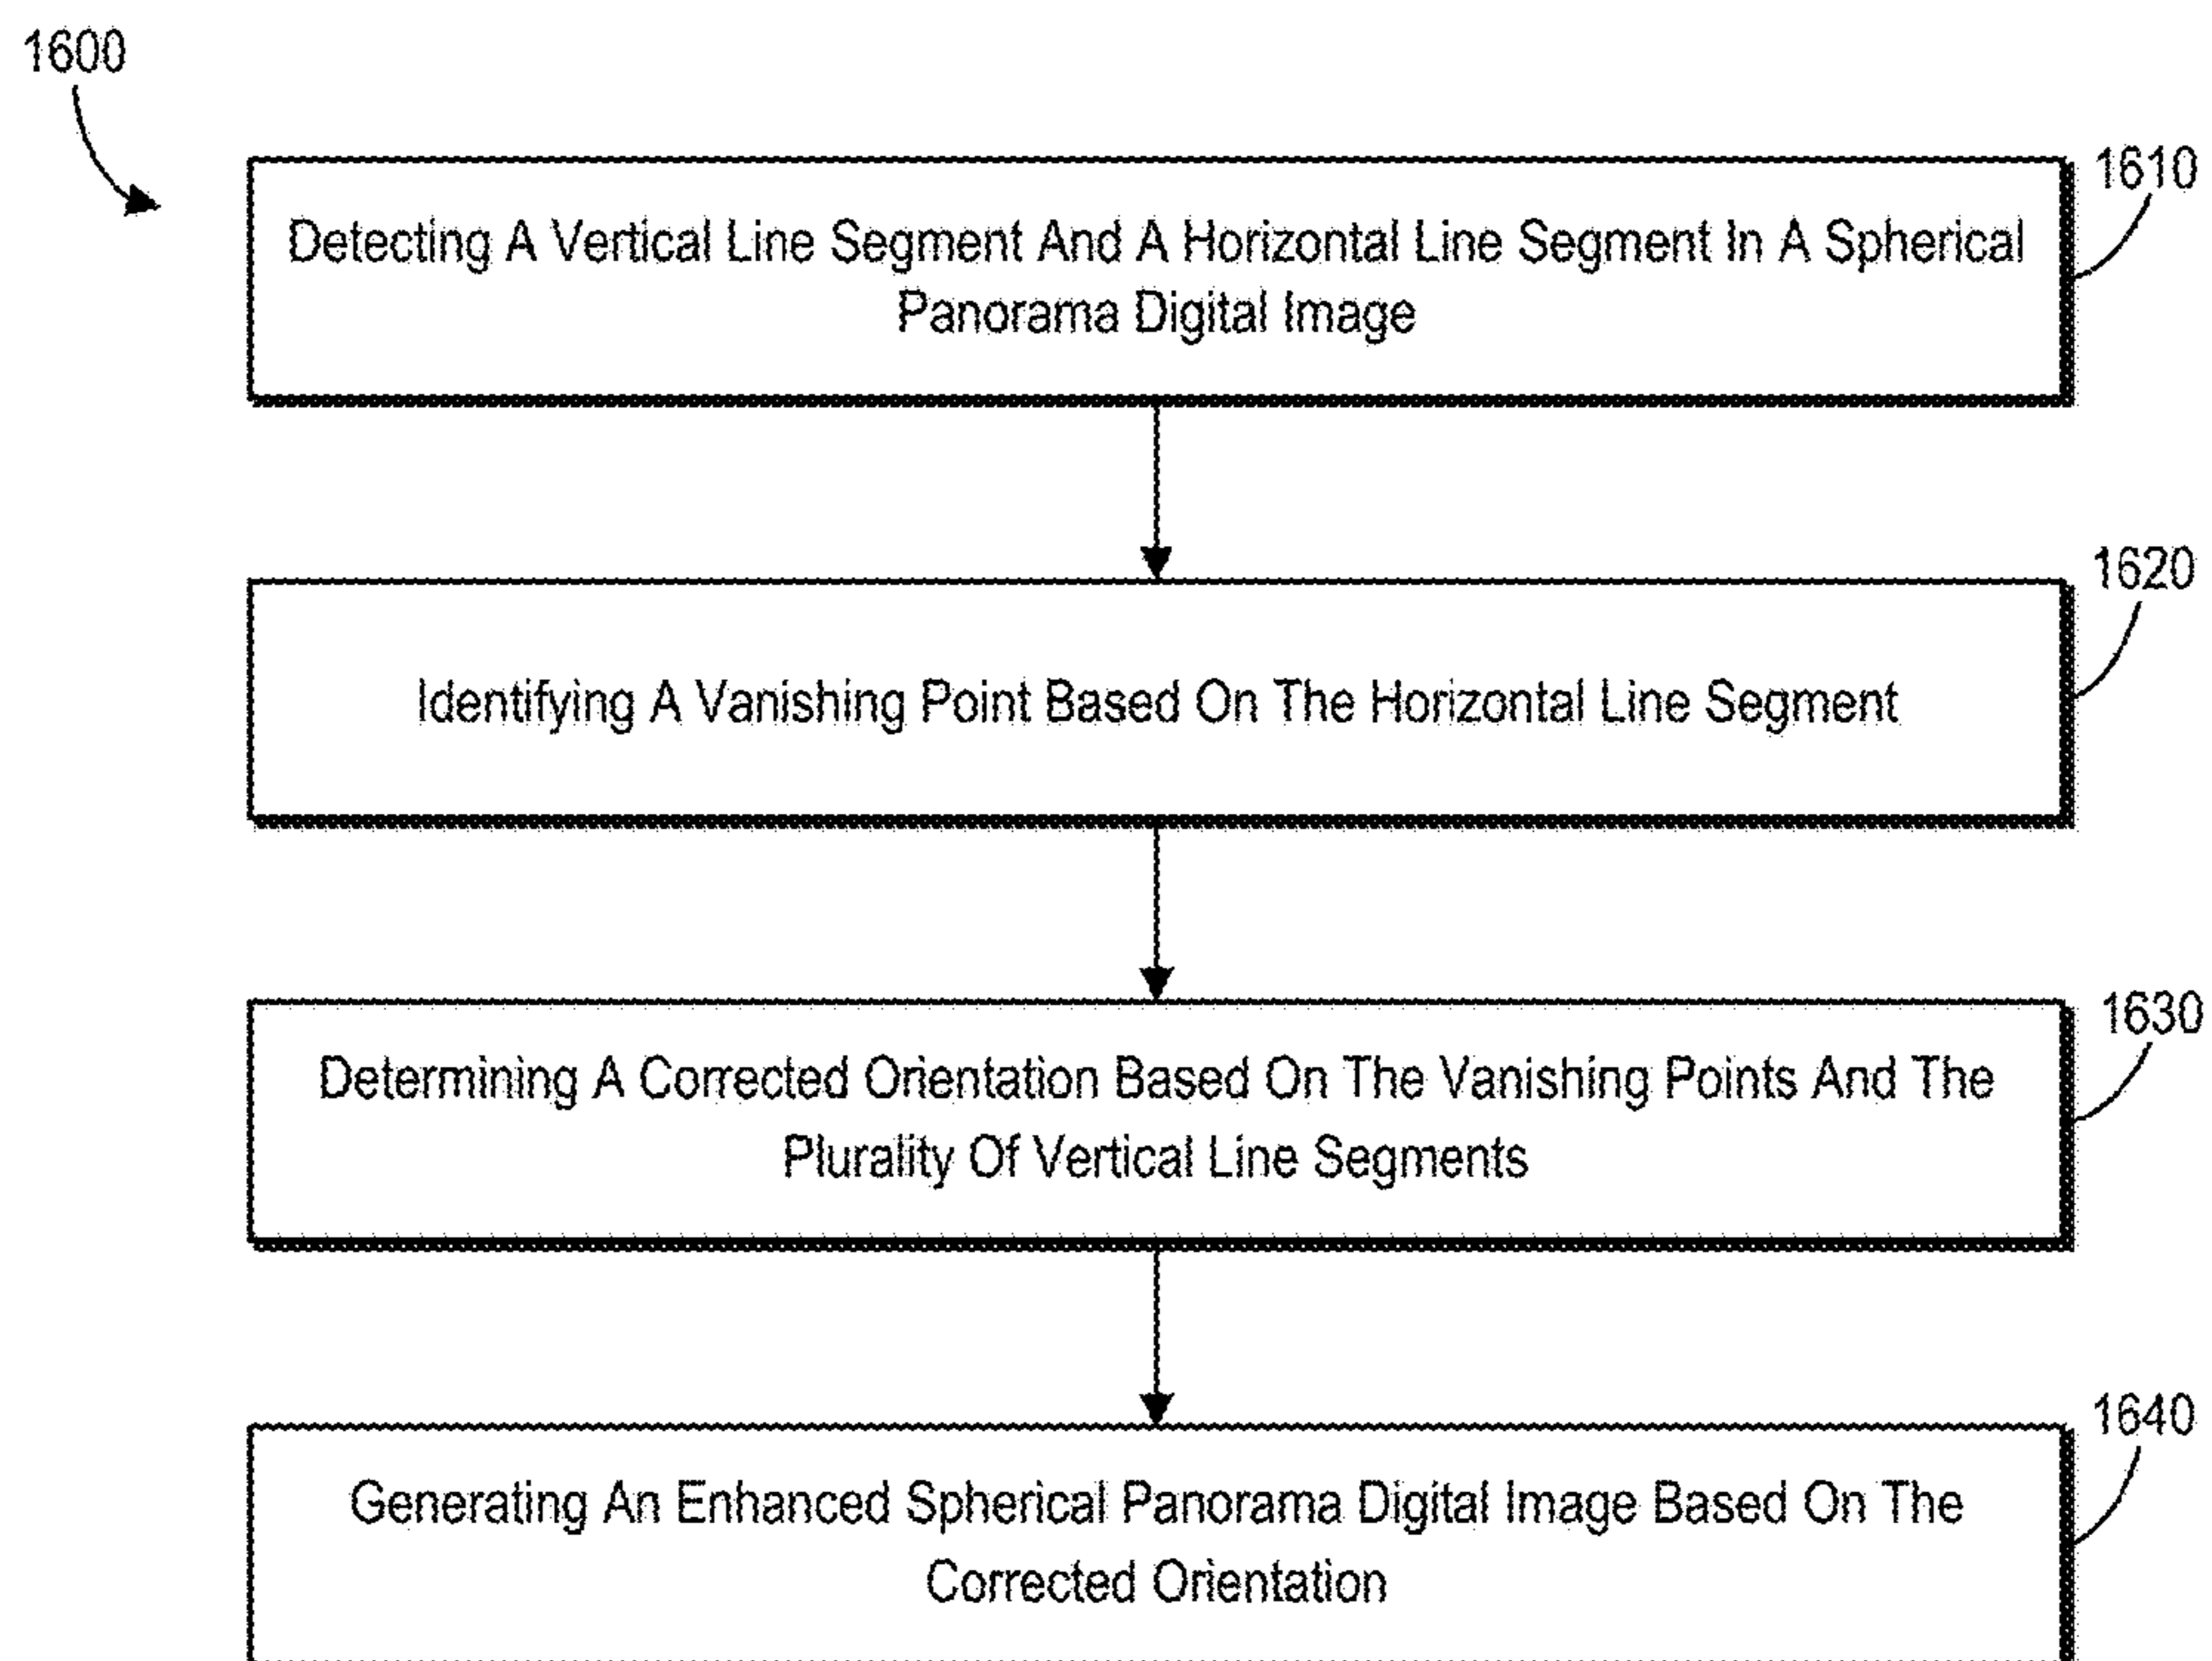 1600
1610
Detecting A Vertical Line Segment And A Horizontal Line Segment In A Spherical
Panorama Digital Image
1620
Identifying A Vanishing Point Based On The Horizontal Line Segment
1630
Determining A Corrected Orientation Based On The Vanishing Points And The
Plurality Of Vertical Line Segments
1640
Generating An Enhanced Spherical Panorama Digital Image Based On The
Corrected Orientation